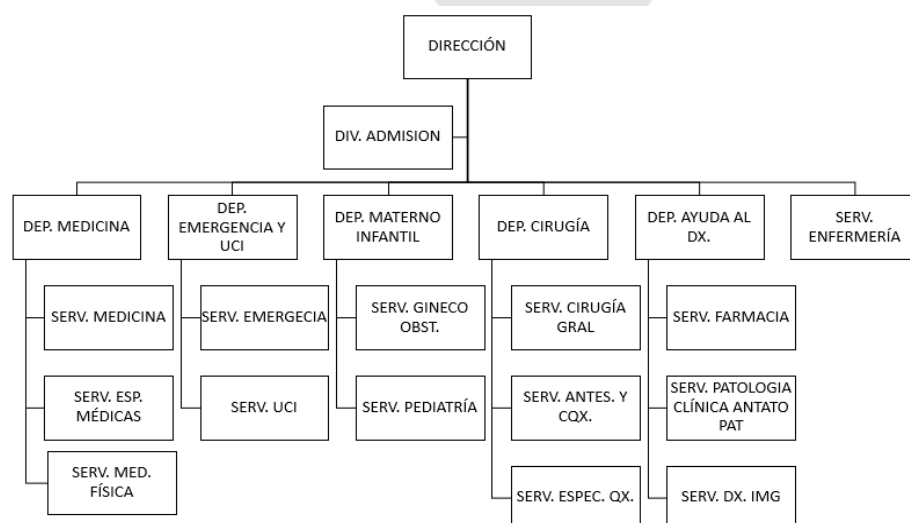 DIRECCIÓN
DIV. ADMISION
DEP. MEDICINA
DEP.
EMERGENCIA Y
UCI
DEP. MATERNO
INFANTIL
DEP. CIRUGÍA
DEP. AYUDA AL
DX.
SERV.
ENFERMERÍA
SERV. MEDICINA
SERV. EMERGECIA
SERV. GINECO
OBST.
SERV. CIRUGÍA
GRAL
SERV. FARMACIA
SERV. ESP.
MÉDICAS
SERV. UCI
SERV. PEDIATRÍA
SERV. ANTES. Y
CQX.
SERV. PATOLOGIA
CLÍNICA ANTATO
PAT
SERV. MED.
FÍSICA
SERV. ESPEC. QX.
SERV. DX. IMG